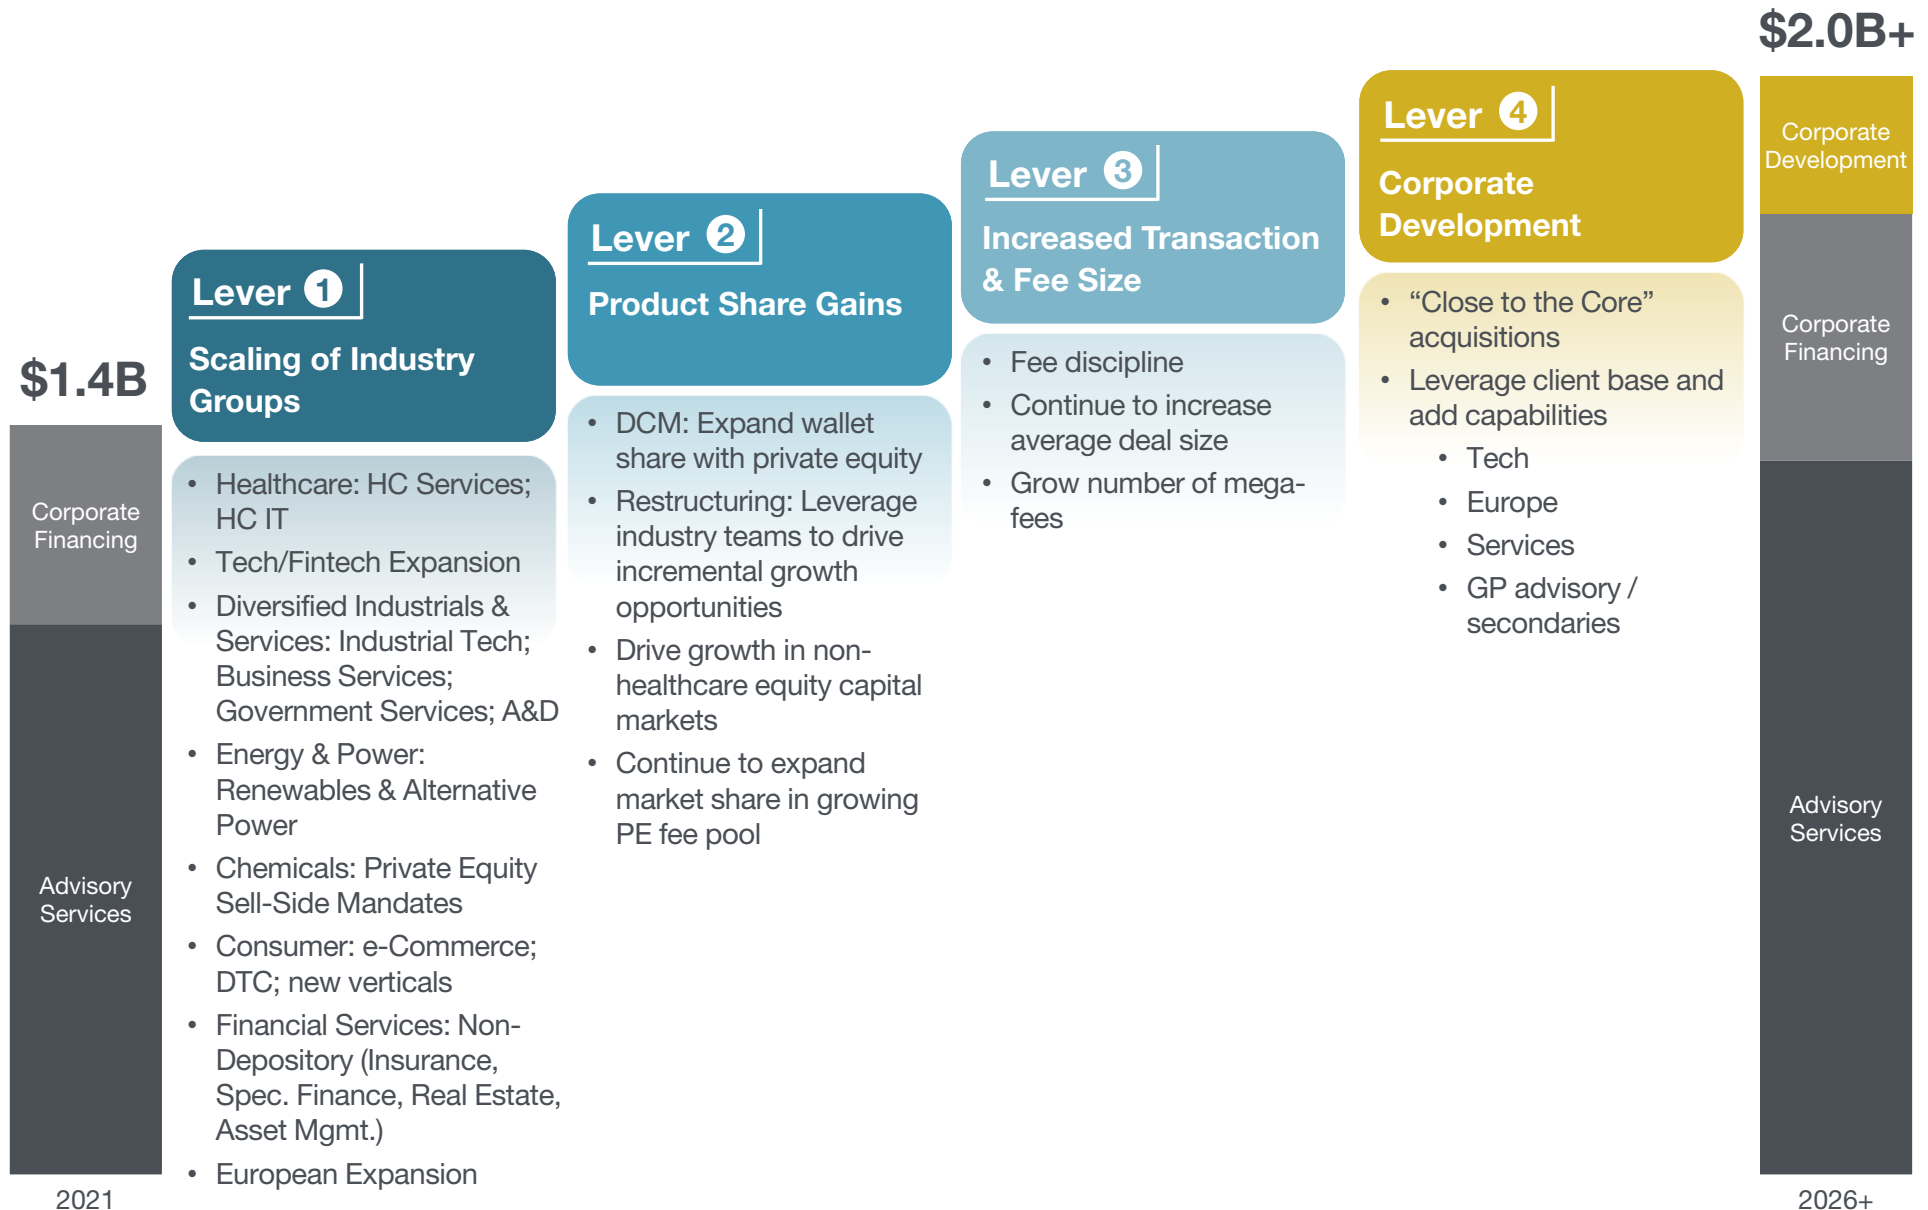 $1.4B
Corporate
Financing
Advisory
Services
2021
Lever 1
Scaling of Industry
Groups
• Healthcare: HC Services;
HC IT
• Tech/Fintech Expansion
• Diversified Industrials &
Services: Industrial Tech;
Business Services;
Government Services; A&D
• Energy & Power:
Renewables & Alternative
Power
• Chemicals: Private Equity
Sell-Side Mandates
• Consumer: e-Commerce;
DTC; new verticals
• Financial Services: Non-
Depository (Insurance,
Spec. Finance, Real Estate,
Asset Mgmt.)
• European Expansion
Lever 2
Product Share Gains
• DCM: Expand wallet
share with private equity
• Restructuring: Leverage
industry teams to drive
incremental growth
opportunities
• Drive growth in non-
healthcare equity capital
markets
• Continue to expand
market share in growing
PE fee pool
Lever 3
Increased Transaction
& Fee Size
• Fee discipline
• Continue to increase
average deal size
• Grow number of mega-
fees
Lever 4
Corporate
Development
• “Close to the Core”
acquisitions
• Leverage client base and
add capabilities
• Tech
• Europe
• Services
• GP advisory /
secondaries
$2.0B+
Corporate
Development
Corporate
Financing
Advisory
Services
2026+